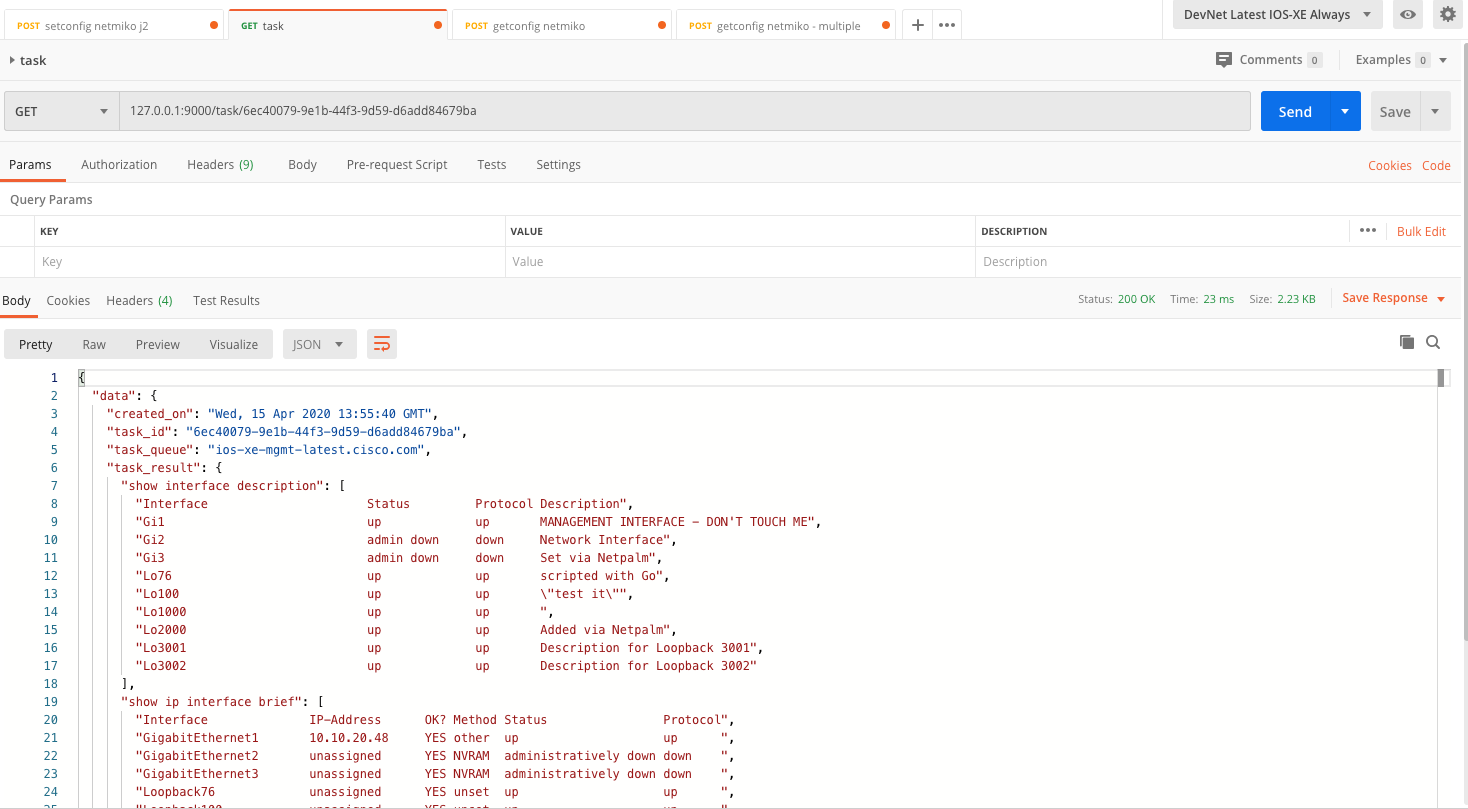 POST setconfig netmiko j2 GET task POST getconfig netmiko POST getconfig netmiko - multiple + ••• DevNet Latest IOS-XE Always
task Comments 0 Examples 0
GET 127.0.0.1:9000/task/6ec40079-9e1b-44f3-9d59-d6add84679ba Send Save
Params Authorization Headers (9) Body Pre-request Script Tests Settings Cookies Code
Query Params
KEY VALUE DESCRIPTION ••• Bulk Edit
Key Value Description
Body Cookies Headers (4) Test Results Status: 200 OK Time: 23 ms Size: 2.23 KB Save Response
Pretty Raw Preview Visualize JSON
1 {
2 "data": {
3 "created_on": "Wed, 15 Apr 2020 13:55:40 GMT",
4 "task_id": "6ec40079-9e1b-44f3-9d59-d6add84679ba",
5 "task_queue": "ios-xe-mgmt-latest.cisco.com",
6 "task_result": {
7 "show interface description": [
8 "Interface Status Protocol Description",
9 "Gi1 up up MANAGEMENT INTERFACE - DON'T TOUCH ME",
10 "Gi2 admin down down Network Interface",
11 "Gi3 admin down down Set via Netpalm",
12 "Lo76 up up scripted with Go",
13 "Lo100 up up \"test it\"",
14 "Lo1000 up up ",
15 "Lo2000 up up Added via Netpalm",
16 "Lo3001 up up Description for Loopback 3001",
17 "Lo3002 up up Description for Loopback 3002"
18 ],
19 "show ip interface brief": [
20 "Interface IP-Address OK? Method Status Protocol",
21 "GigabitEthernet1 10.10.20.48 YES other up up ",
22 "GigabitEthernet2 unassigned YES NVRAM administratively down down ",
23 "GigabitEthernet3 unassigned YES NVRAM administratively down down ",
24 "Loopback76 unassigned YES unset up up ",